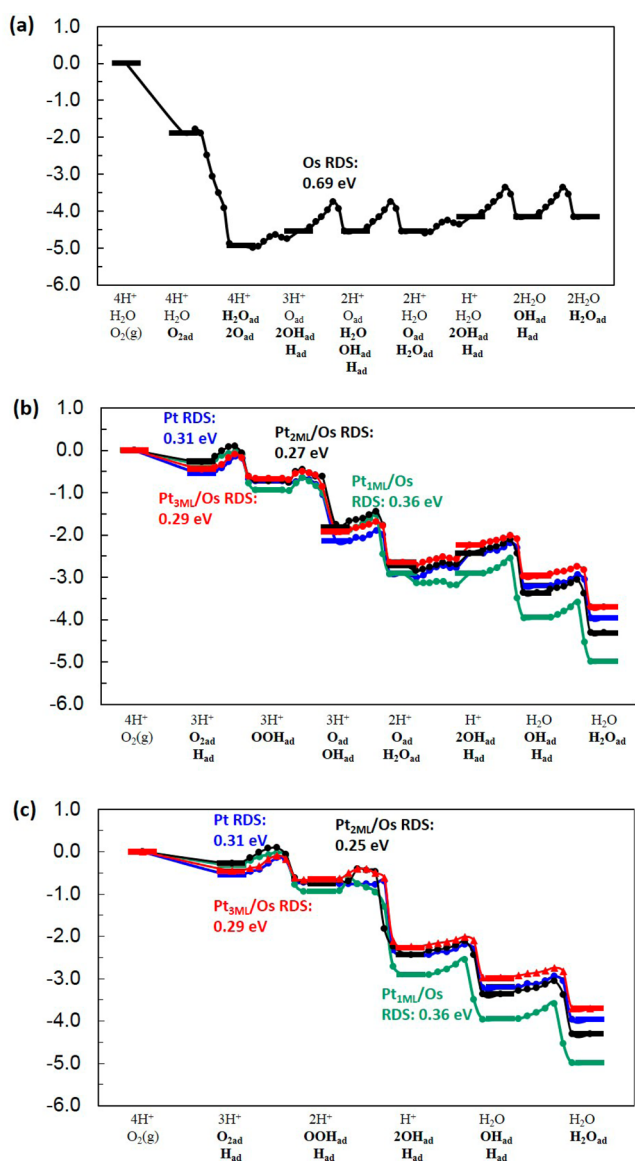 (a)
1.0
0.0
-1.0
-2.0
-3.0
-4.0
-5.0
-6.0
Os RDS:
0.69 eV
4H⁺ 4H⁺ 4H⁺ 3H⁺ 2H⁺ 2H⁺ H⁺ 2H₂O 2H₂O
H₂O H₂O H₂Oad Oad Oad H₂O H₂O OHad H₂Oad
O₂(g) O₂ad 2Oad 2OHad H₂O Oad 2OHad Had
Had OHad H₂Oad Had
Had
(b)
1.0
0.0
-1.0
-2.0
-3.0
-4.0
-5.0
-6.0
Pt RDS:
0.31 eV
Pt2ML/Os RDS:
0.27 eV
Pt1ML/Os
RDS: 0.36 eV
Pt3ML/Os RDS:
0.29 eV
4H⁺ 3H⁺ 3H⁺ 3H⁺ 2H⁺ H⁺ H₂O H₂O
O₂(g) O₂ad OOHad Oad Oad 2OHad OHad H₂Oad
Had OHad H₂Oad Had Had
(c)
1.0
0.0
-1.0
-2.0
-3.0
-4.0
-5.0
-6.0
Pt RDS:
0.31 eV
Pt2ML/Os RDS:
0.25 eV
Pt3ML/Os RDS:
0.29 eV
Pt1ML/Os
RDS: 0.36 eV
4H⁺ 3H⁺ 2H⁺ H⁺ H₂O H₂O
O₂(g) O₂ad OOHad 2OHad OHad H₂Oad
Had Had Had Had